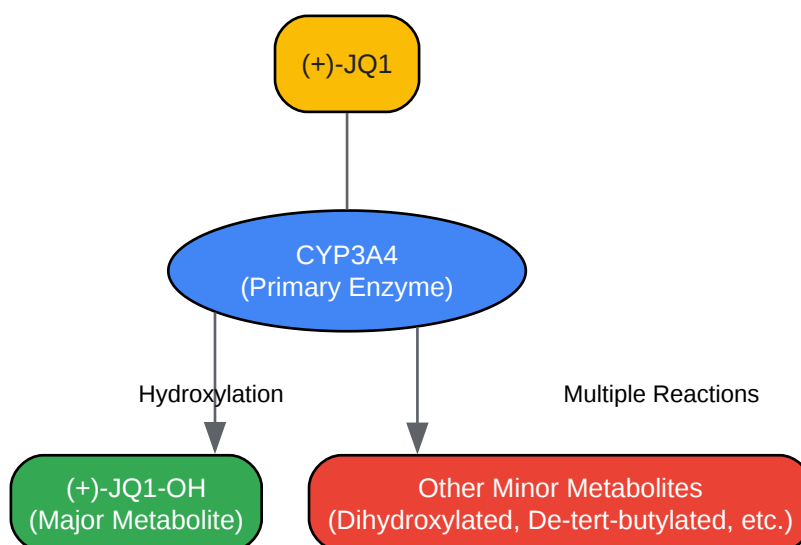 (+)-JQ1
CYP3A4
(Primary Enzyme)
Hydroxylation
Multiple Reactions
(+)-JQ1-OH
(Major Metabolite)
Other Minor Metabolites
(Dihydroxylated, De-tert-butylated, etc.)